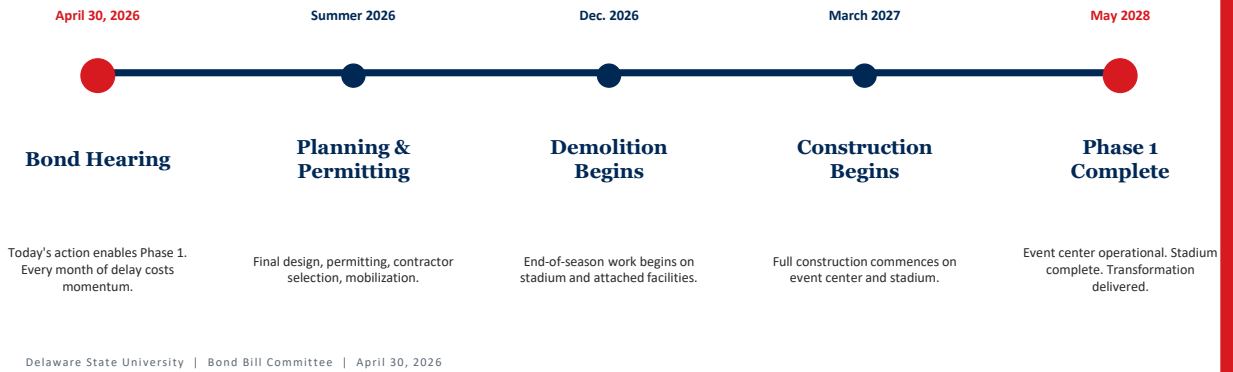 April 30, 2026
Summer 2026
Dec. 2026
March 2027
May 2028
Bond Hearing
Planning &
Permitting
Demolition
Begins
Construction
Begins
Phase 1
Complete
Today's action enables Phase 1.
Every month of delay costs
momentum.
Final design, permitting, contractor
selection, mobilization.
End-of-season work begins on
stadium and attached facilities.
Full construction commences on
event center and stadium.
Event center operational. Stadium
complete. Transformation
delivered.
Delaware State University | Bond Bill Committee | April 30, 2026